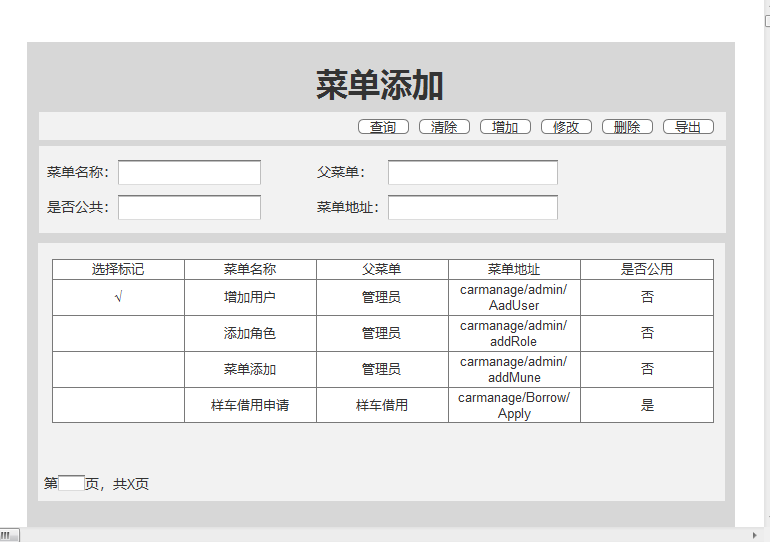 菜单添加
查询 清除 增加 修改 删除 导出
菜单名称： 父菜单：
是否公共： 菜单地址：
选择标记 菜单名称 父菜单 菜单地址 是否公用
√ 增加用户 管理员 carmanage/admin/ 否
AadUser
添加角色 管理员 carmanage/admin/ 否
addRole
菜单添加 管理员 carmanage/admin/ 否
addMune
样车借用申请 样车借用 carmanage/Borrow/ 是
Apply
第 页，共X页